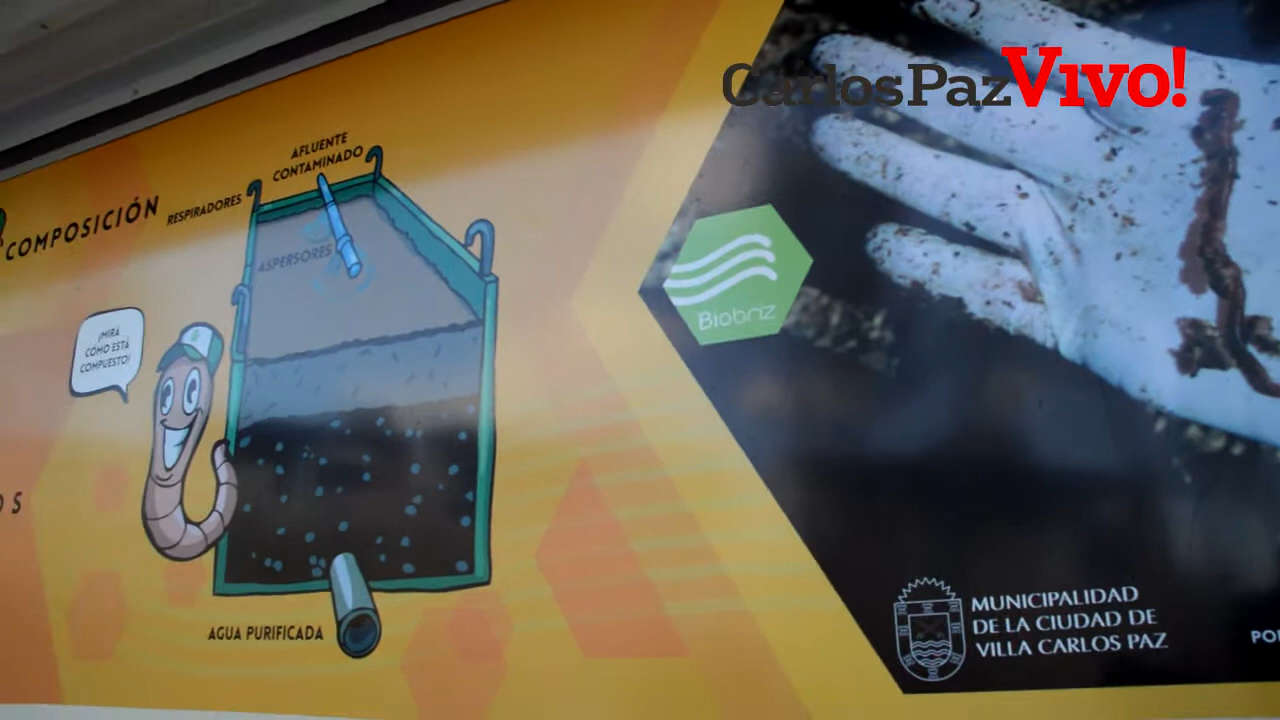 CarlosPazVivo!
AFLUENTE
CONTAMINADO
COMPOSICIÓN
RESPIRADORES
ASPERSORES
¡MIRÁ
CÓMO ESTÁ
COMPUESTO!
Biobriz
OS
AGUA PURIFICADA
MUNICIPALIDAD
DE LA CIUDAD DE
VILLA CARLOS PAZ